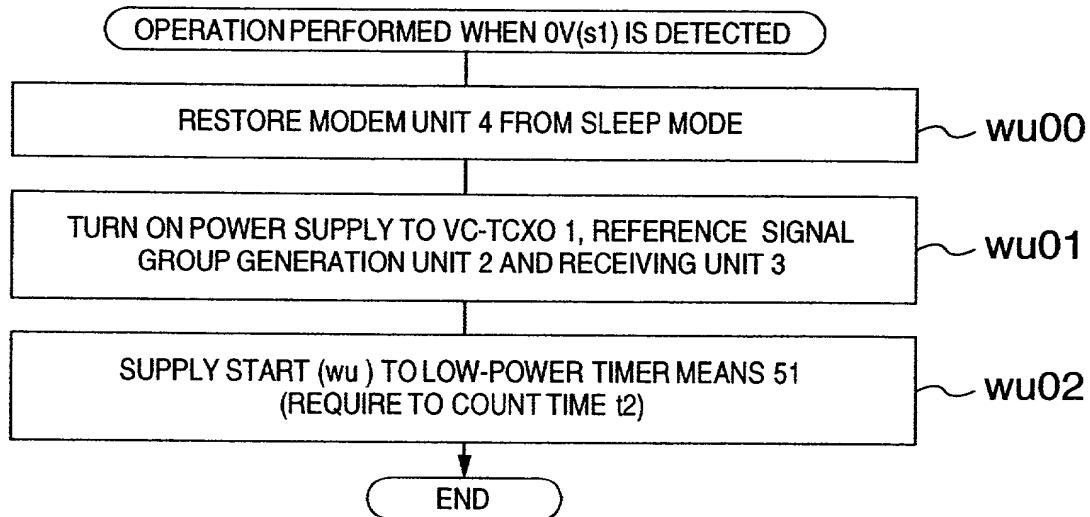 OPERATION PERFORMED WHEN 0V(s1) IS DETECTED
RESTORE MODEM UNIT 4 FROM SLEEP MODE
wu00
TURN ON POWER SUPPLY TO VC-TCXO 1, REFERENCE SIGNAL
GROUP GENERATION UNIT 2 AND RECEIVING UNIT 3
wu01
SUPPLY START (wu) TO LOW-POWER TIMER MEANS 51
(REQUIRE TO COUNT TIME t2)
wu02
END